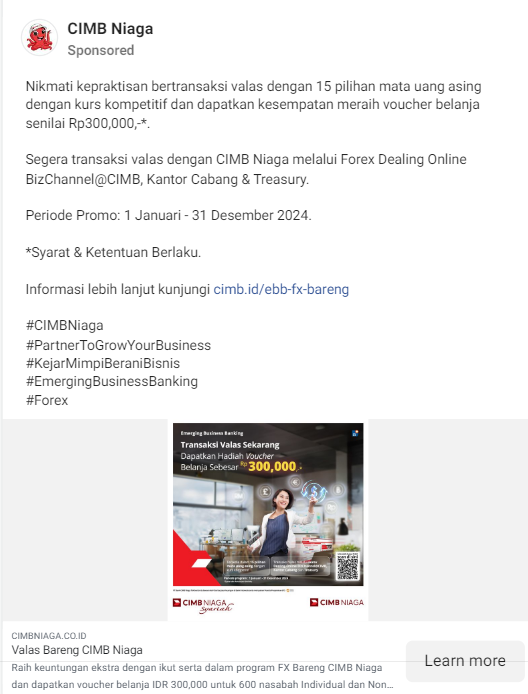 CIMB Niaga
Sponsored
Nikmati kepraktisan bertransaksi valas dengan 15 pilihan mata uang asing
dengan kurs kompetitif dan dapatkan kesempatan meraih voucher belanja
senilai Rp300,000,-*.
Segera transaksi valas dengan CIMB Niaga melalui Forex Dealing Online
BizChannel@CIMB, Kantor Cabang & Treasury.
Periode Promo: 1 Januari - 31 Desember 2024.
*Syarat & Ketentuan Berlaku.
Informasi lebih lanjut kunjungi cimb.id/ebb-fx-bareng
#CIMBNiaga
#PartnerToGrowYourBusiness
#KejarMimpiBeraniBisnis
#EmergingBusinessBanking
#Forex
Emerging Business Banking
Transaksi Valas Sekarang
Dapatkan Hadiah Voucher
Belanja Sebesar Rp300,000,-
CIMB NIAGA Syariah
CIMB NIAGA
CIMBNIAGA.CO.ID
Valas Bareng CIMB Niaga
Raih keuntungan ekstra dengan ikut serta dalam program FX Bareng CIMB Niaga
dan dapatkan voucher belanja IDR 300,000 untuk 600 nasabah Individual dan Non...
Learn more